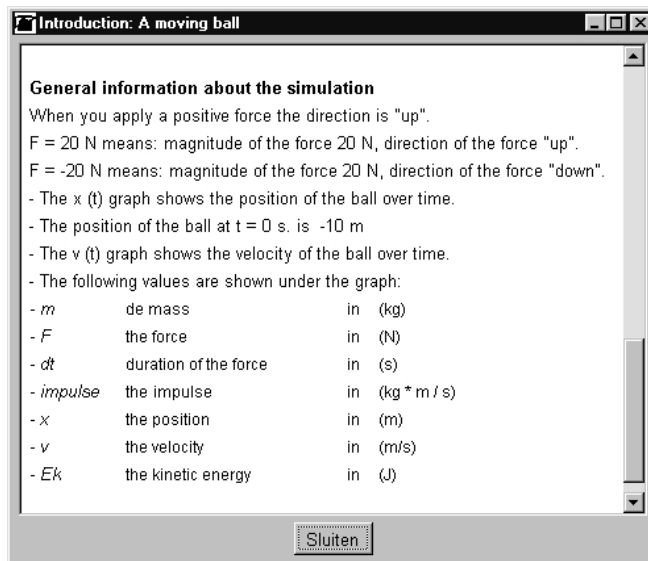 Introduction: A moving ball
General information about the simulation
When you apply a positive force the direction is "up".
F = 20 N means: magnitude of the force 20 N, direction of the force "up".
F = -20 N means: magnitude of the force 20 N, direction of the force "down".
- The x (t) graph shows the position of the ball over time.
- The position of the ball at t = 0 s. is -10 m
- The v (t) graph shows the velocity of the ball over time.
- The following values are shown under the graph:
- m de mass in (kg)
- F the force in (N)
- dt duration of the force in (s)
- impulse the impulse in (kg * m / s)
- x the position in (m)
- v the velocity in (m/s)
- Ek the kinetic energy in (J)
Sluiten